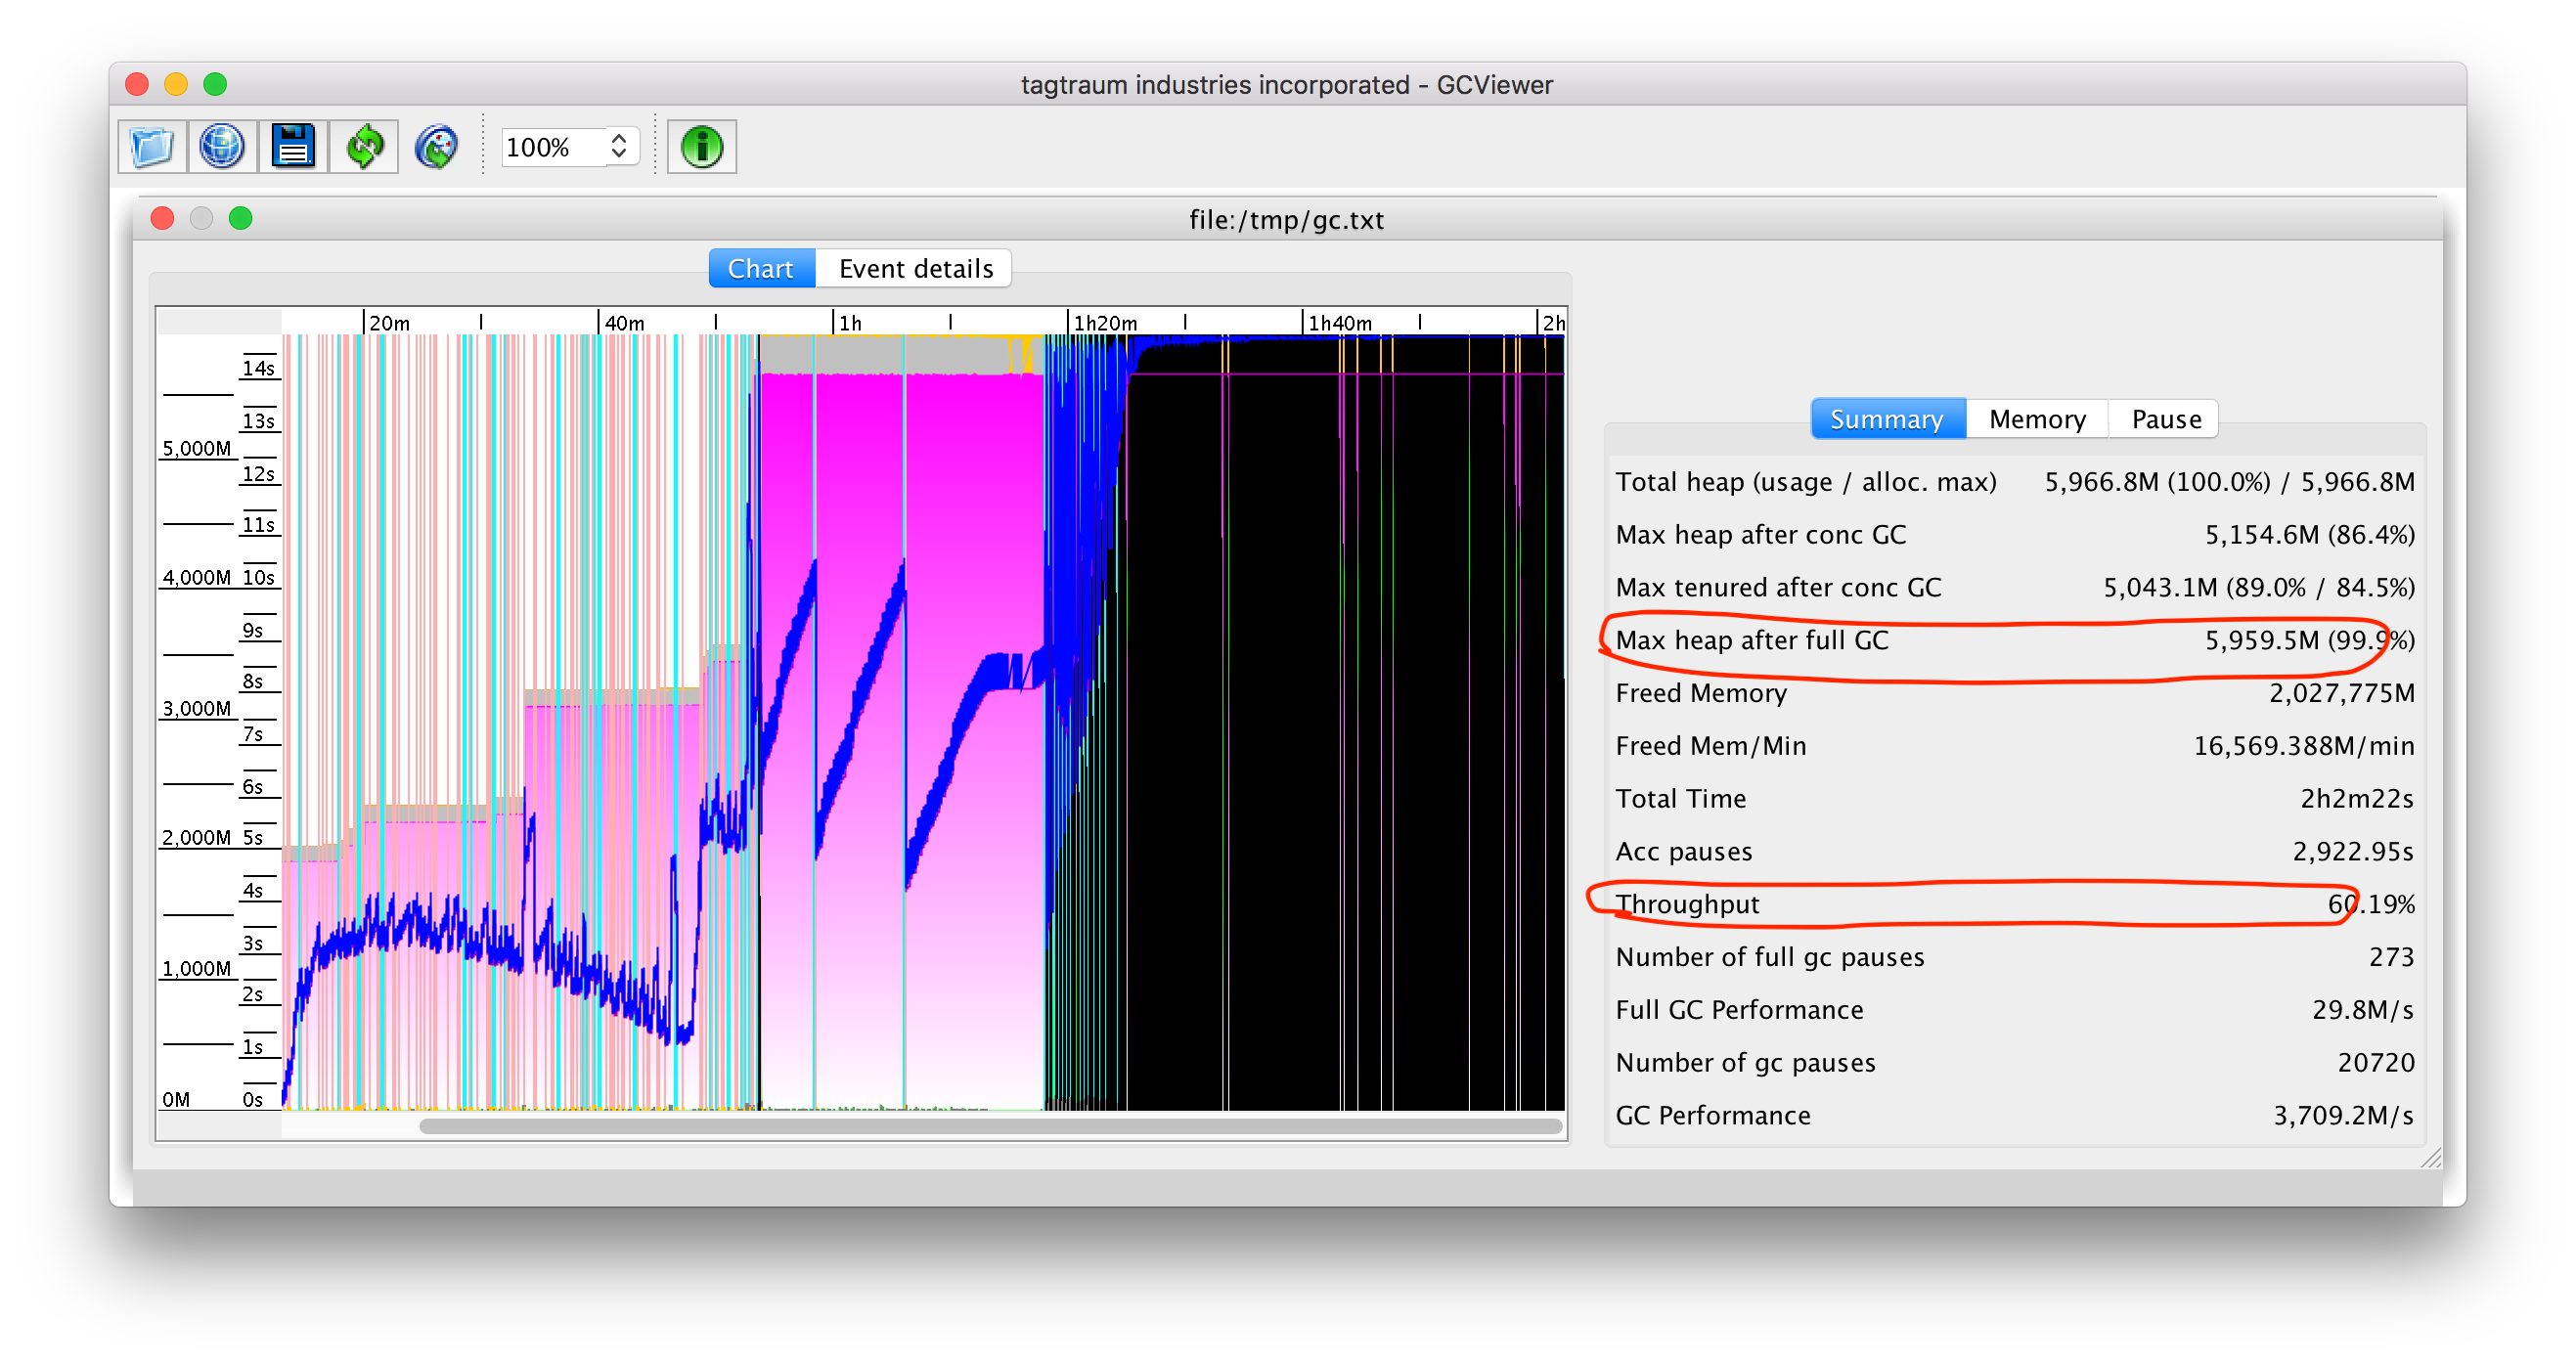 tagtraum industries incorporated - GCViewer
100%
file:/tmp/gc.txt
Chart Event details
20m 40m 1h 1h20m 1h40m 2h
14s
13s
5,000M
12s
11s
4,000M 10s
9s
8s
3,000M
7s
6s
2,000M 5s
4s
3s
1,000M
2s
1s
0M 0s
Summary Memory Pause
Total heap (usage / alloc. max) 5,966.8M (100.0%) / 5,966.8M
Max heap after conc GC 5,154.6M (86.4%)
Max tenured after conc GC 5,043.1M (89.0% / 84.5%)
Max heap after full GC 5,959.5M (99.9%)
Freed Memory 2,027,775M
Freed Mem/Min 16,569.388M/min
Total Time 2h2m22s
Acc pauses 2,922.95s
Throughput 60.19%
Number of full gc pauses 273
Full GC Performance 29.8M/s
Number of gc pauses 20720
GC Performance 3,709.2M/s